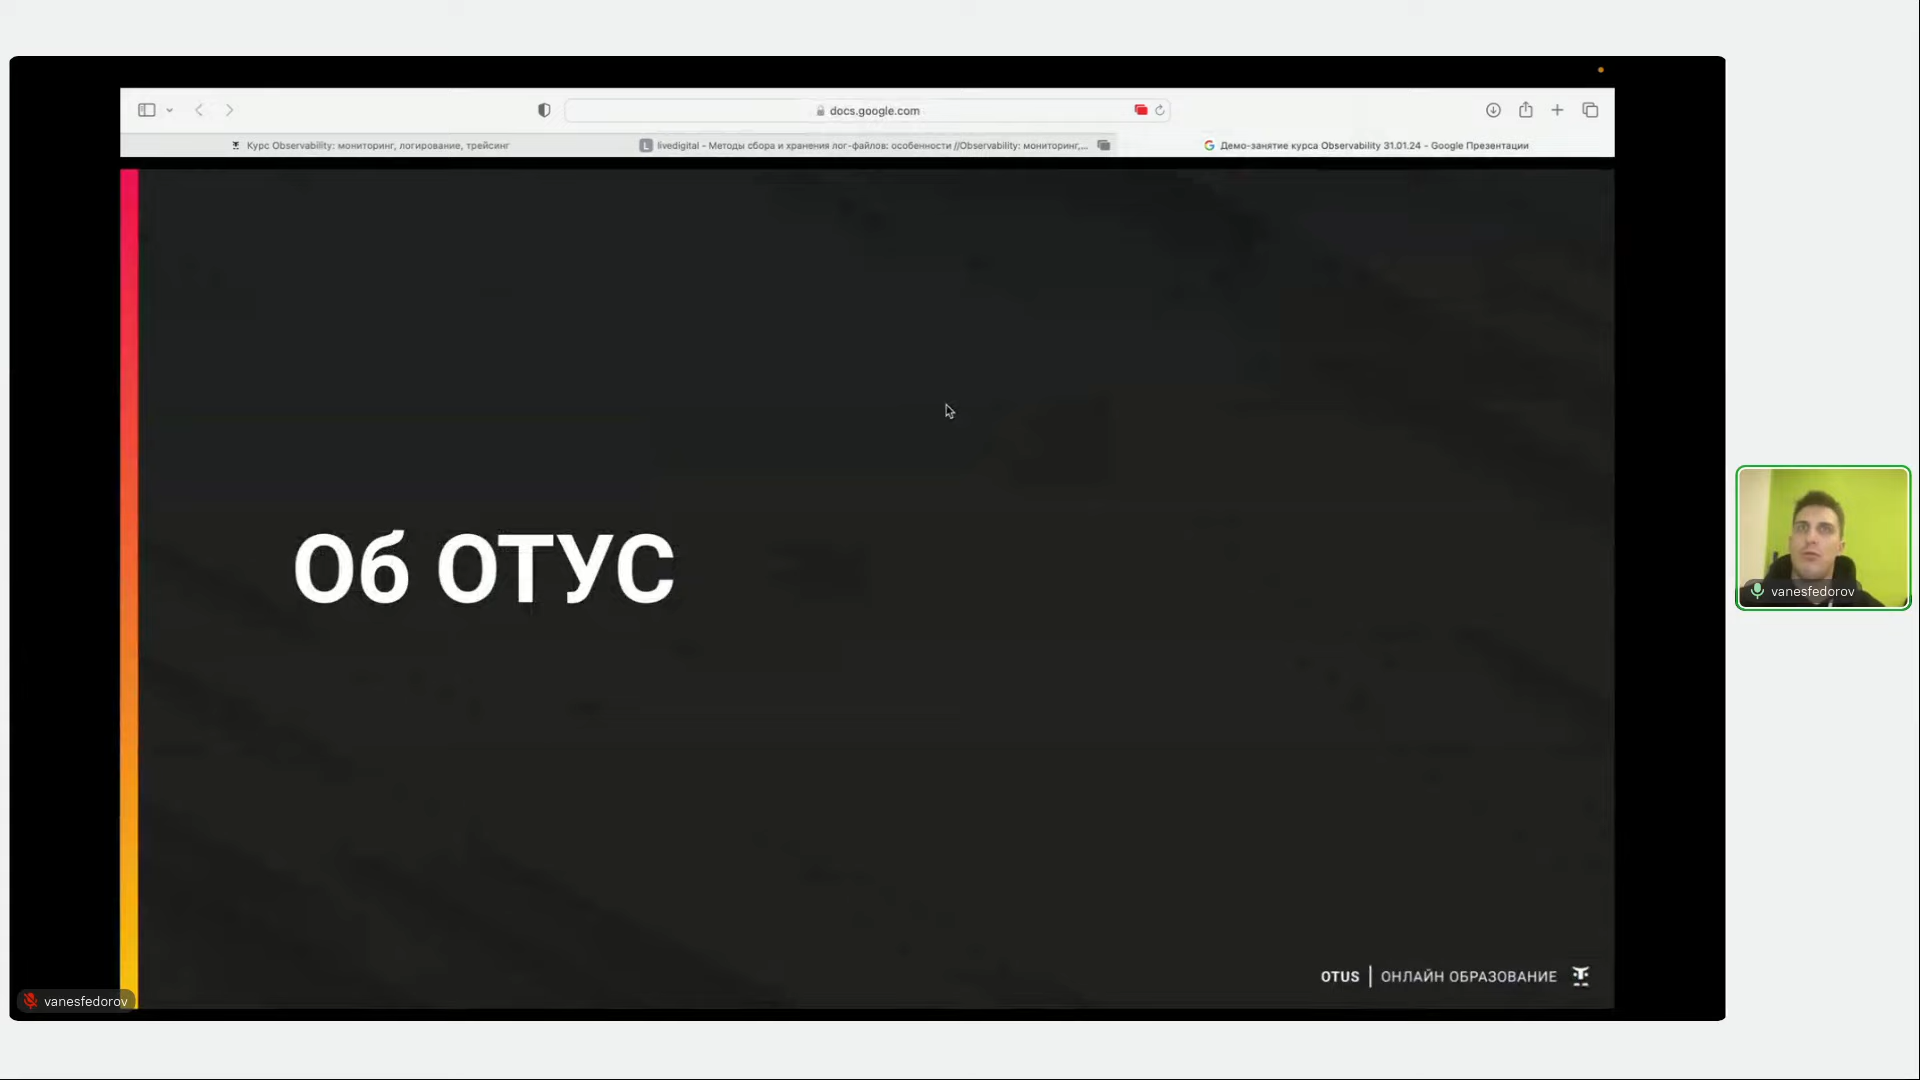 docs.google.com
Курс Observability: мониторинг, логирование, трейсинг
L livedigital - Методы сбора и хранения лог-файлов: особенности //Observability: мониторинг,...
Демо-занятие курса Observability 31.01.24 - Google Презентации
Об ОТУС
vanesfedorov
OTUS | ОНЛАЙН ОБРАЗОВАНИЕ
vanesfedorov